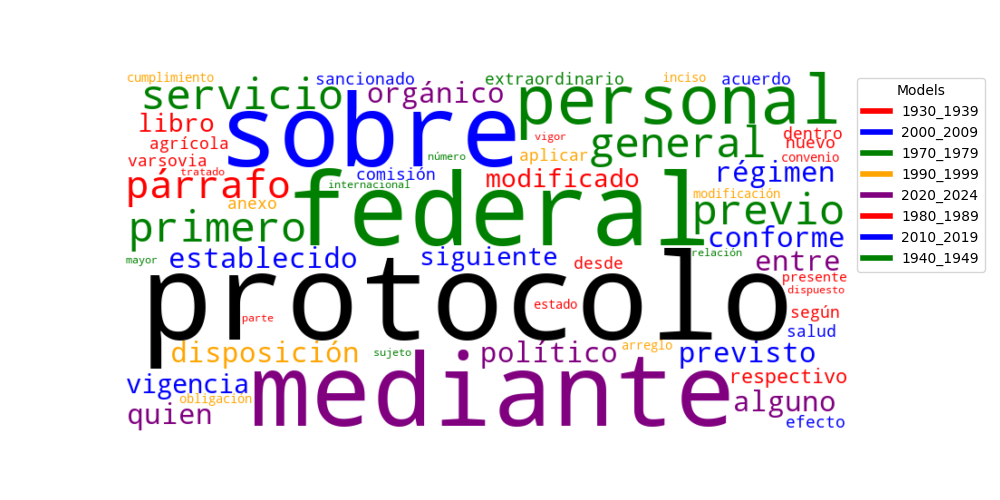 cumplimiento sancionado extraordinario inciso acuerdo
servicio orgánico personal
libro sobre dentro
agrícola vigor general nuevo
varsovia número aplicar convenio
tratado comisión régimen
párrafo internacional modificado modificación
anexo federal previo
primero conforme
mayor establecido siguiente desde relación entre
protocolo presente
dispuesto
parte estado según
salud
disposición sujeto político arreglo previsto
vigencia mediante respectivo
obligación alguno
quien efecto
Models
1930_1939
2000_2009
1970_1979
1990_1999
2020_2024
1980_1989
2010_2019
1940_1949